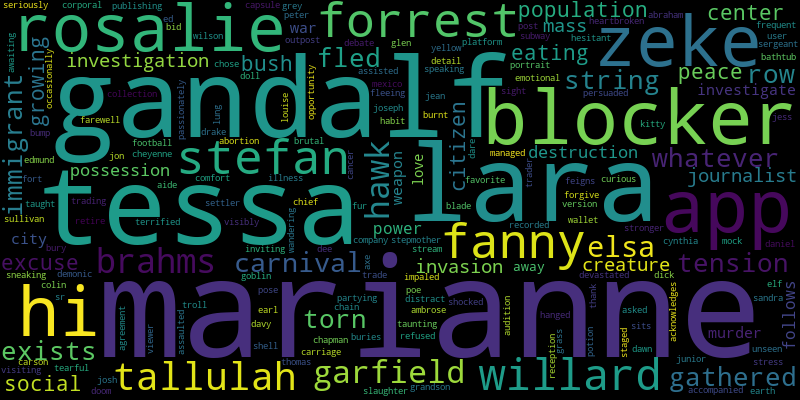 seriously corporal publishing ed grey peter population center
rosalie forrest zeke
awaiting growing occasionally investigation bush bid wilson war outpost debate glen mass platform frequent user sergeant
capsule chose fled subway post hesitant abraham heartbroken bathtub
immigrant gandalf doll assisted speaking yellow detail eating portrait emotional string peace row
collection passionately lung louise opportunity mexico fleeing sight persuaded investigate
farewell drake joseph jean burnt blocker kitty jess
bump football abortion brutal habit dare managed
edmund jon cheyenne stefan cancer hawk weapon love citizen trader destruction whatever
possession comfort illness favorite curious journalist
fort aide tessa fur blade lara feigns forgive version app
taught trading settler chief wallet
sullivan retire terrified visibly wandering power recorded stronger cynthia mock daniel
city bury inviting dee company stepmother fanny elsa
excuse brahms carnival stream invasion away creature tension
sneaking demonic goblin axe trade impaled devastated dick elf
colin pose partying poe distract shocked thank sandra
hi sr marianne follows
troll earl chain ambrose audition hanged asked acknowledges
agreement viewer assaulted davy torn taunting grass potion staged sits murder
exists shell chapman buries refused reception dawn junior unseen
carson thomas carriage stress
visiting tearful tallulah garfield willard gathered
social josh grandson accompanied
doom slaughter earth